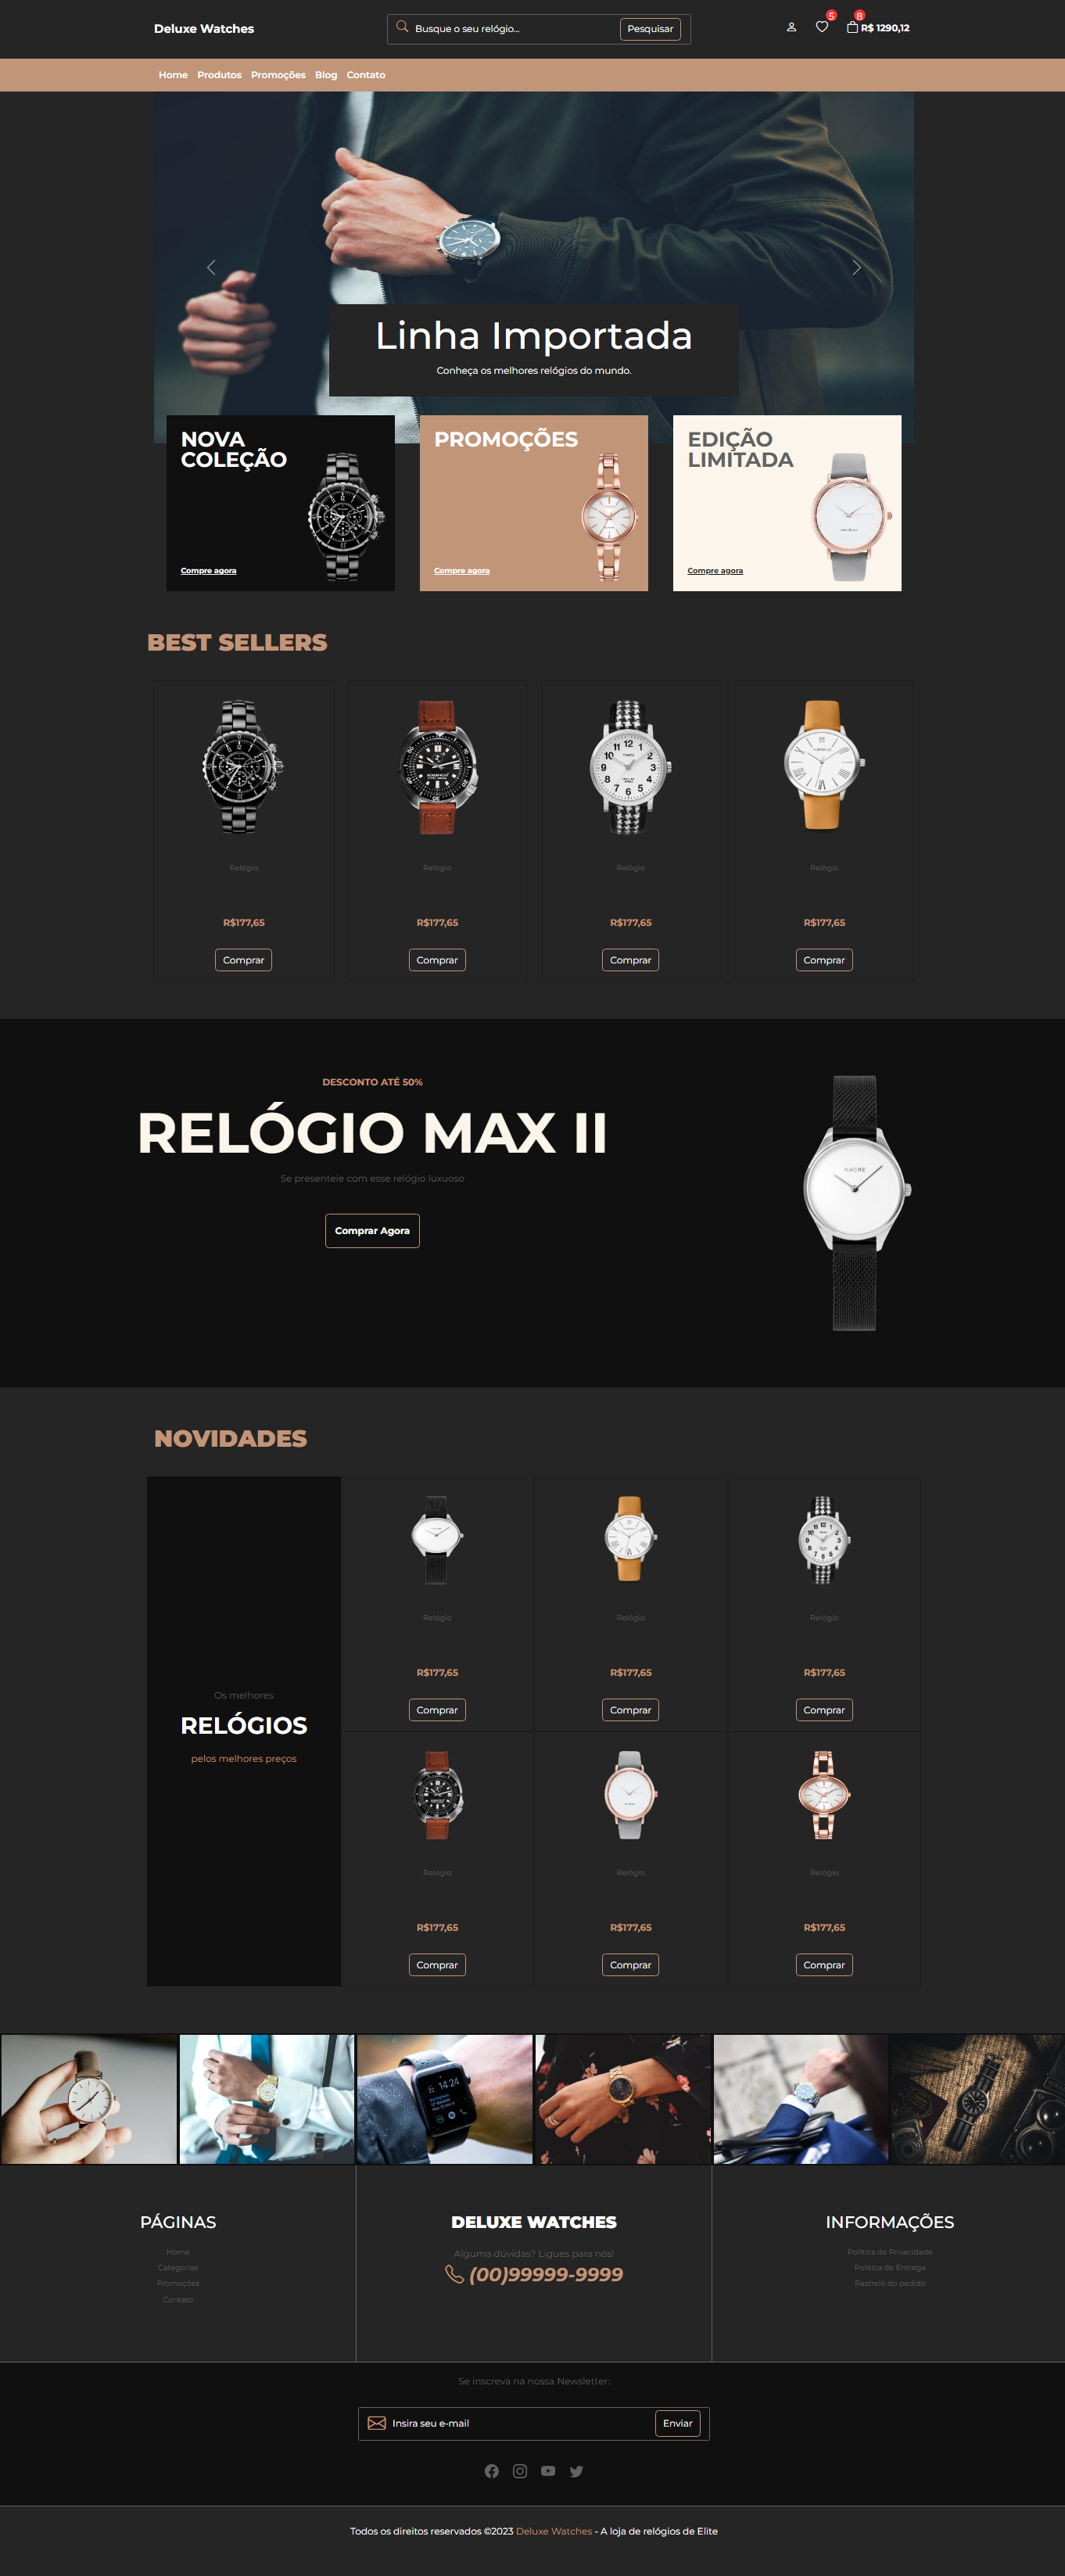 Deluxe Watches
Busque o seu relógio...
Pesquisar
5
8
R$ 1290,12
Home Produtos Promoções Blog Contato
Linha Importada
Conheça os melhores relógios do mundo.
NOVA
COLEÇÃO
Compre agora
PROMOÇÕES
Compre agora
EDIÇÃO
LIMITADA
Compre agora
BEST SELLERS
Relógio
R$177,65
Comprar
Relógio
R$177,65
Comprar
Relógio
R$177,65
Comprar
Relógio
R$177,65
Comprar
DESCONTO ATÉ 50%
RELÓGIO MAX II
Se presenteie com esse relógio luxuoso
Comprar Agora
NACRE
NOVIDADES
Os melhores
RELÓGIOS
pelos melhores preços
Relógio
R$177,65
Comprar
Relógio
R$177,65
Comprar
Relógio
R$177,65
Comprar
Relógio
R$177,65
Comprar
Relógio
R$177,65
Comprar
Relógio
R$177,65
Comprar
14:24
PÁGINAS
Home
Categorias
Promoções
Contato
DELUXE WATCHES
Alguma dúvidas? Ligues para nós!
(00)99999-9999
INFORMAÇÕES
Política de Privacidade
Política de Entrega
Rastreio do pedido
Se inscreva na nossa Newsletter:
Insira seu e-mail
Enviar
Todos os direitos reservados ©2023 Deluxe Watches - A loja de relógios de Elite